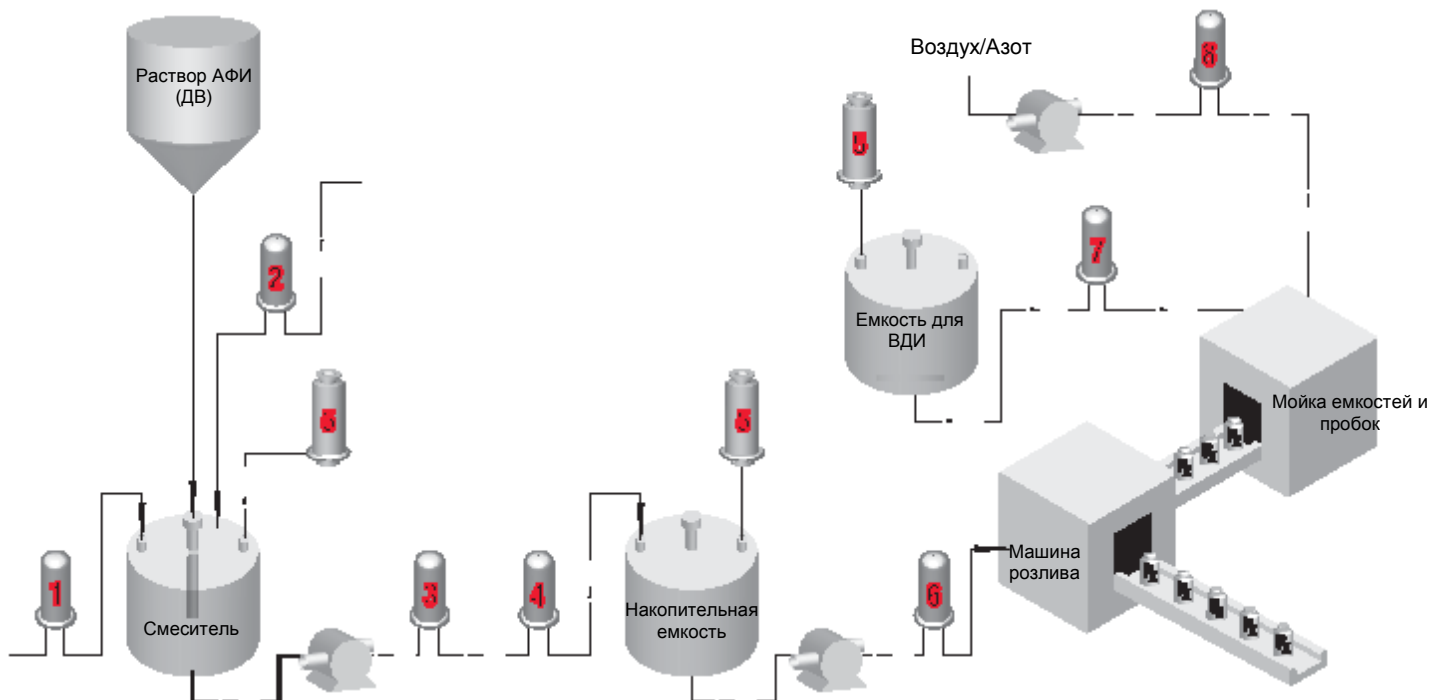 Раствор АФИ
(ДВ)
Воздух/Азот
8
5
2
7
Емкость для
ВДИ
5
5
Мойка емкостей и
пробок
1
Смеситель
3
4
Накопительная
емкость
6
Машина
розлива